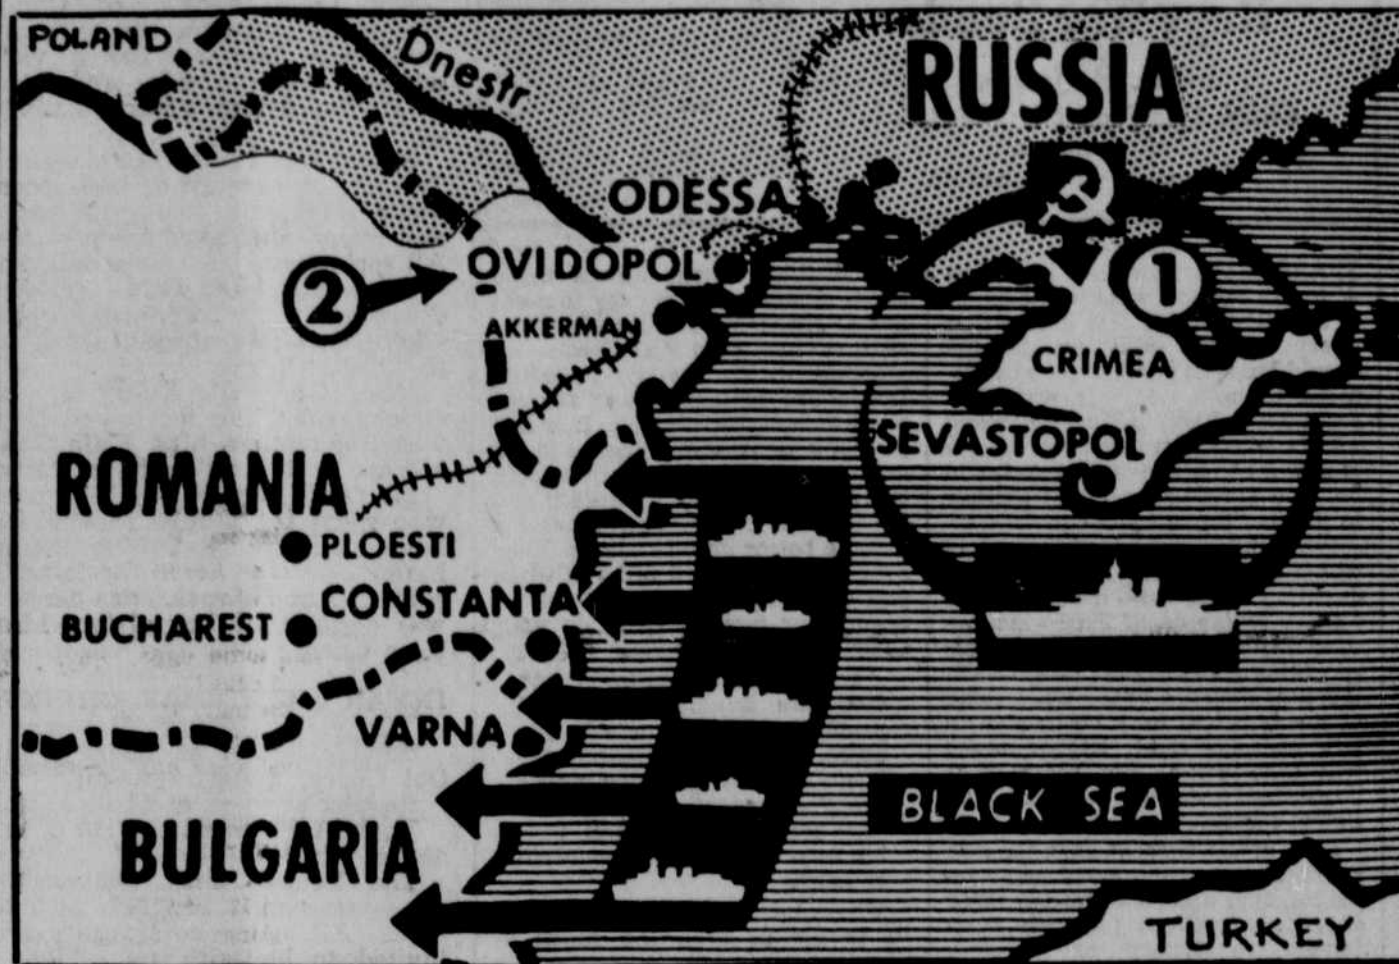 POLAND
Dnestr
RUSSIA
ODESSA
OVIDOPOL
2
1
AKKERMAN
CRIMEA
SEVASTOPOL
ROMANIA
PLOESTI
CONSTANTA
BUCHAREST
VARNA
BLACK SEA
BULGARIA
TURKEY